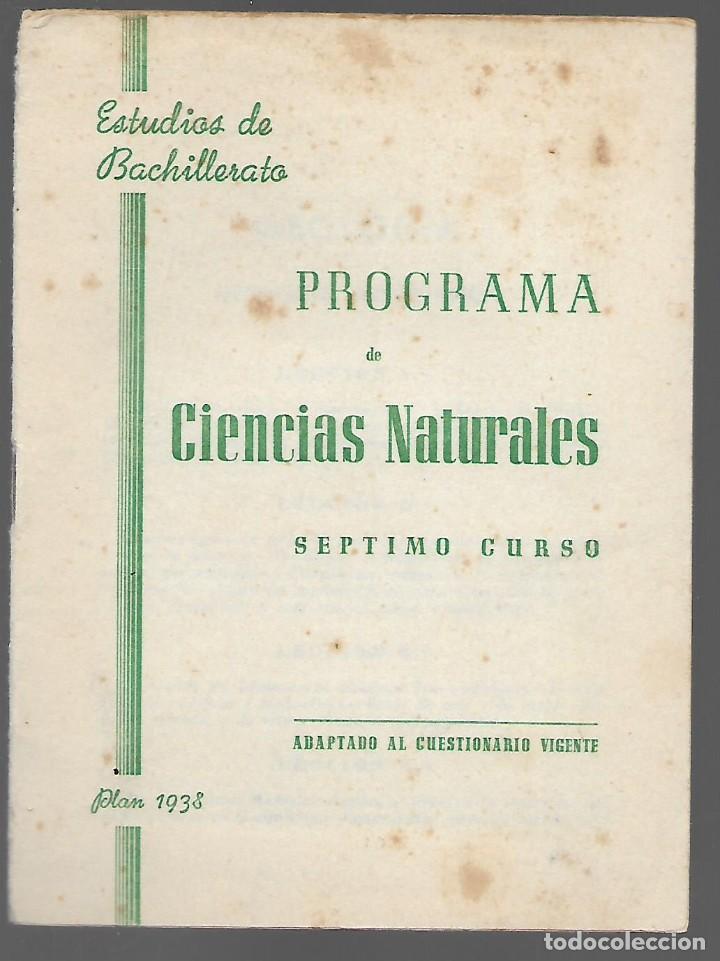 Estudios de
Bachillerato
PROGRAMA
de
Ciencias Naturales
SEPTIMO CURSO
ADAPTADO AL CUESTIONARIO VIGENTE
Plan 1938
todocoleccion